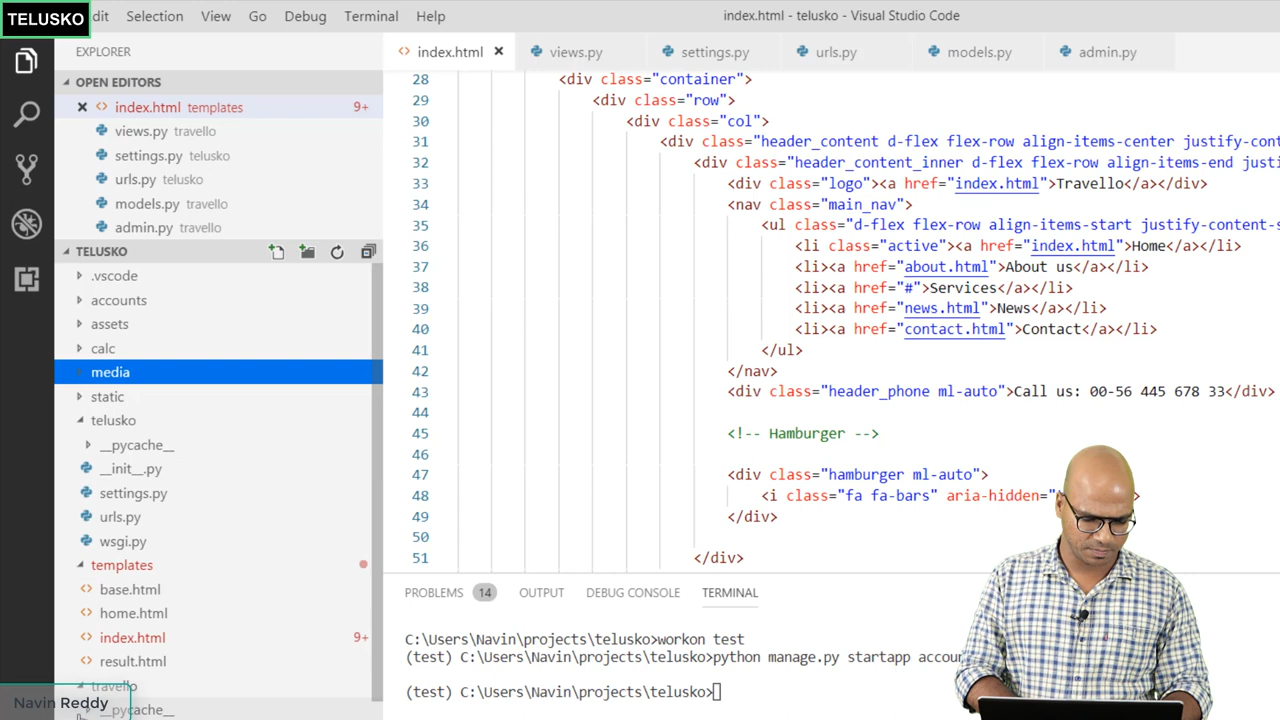 TELUSKO
dit Selection View Go Debug Terminal Help
index.html - telusko - Visual Studio Code
EXPLORER
index.html views.py settings.py urls.py models.py admin.py
OPEN EDITORS
index.html templates 9+
views.py travello
settings.py telusko
urls.py telusko
models.py travello
admin.py travello
TELUSKO
.vscode
accounts
assets
calc
media
static
telusko
__pycache__
__init__.py
settings.py
urls.py
wsgi.py
templates
base.html
home.html
index.html 9+
result.html
travello
__pycache__
Navin Reddy
28 <div class="container">
29 <div class="row">
30 <div class="col">
31 <div class="header_content d-flex flex-row align-items-center justify-cont
32 <div class="header_content_inner d-flex flex-row align-items-end justi
33 <div class="logo"><a href="index.html">Travello</a></div>
34 <nav class="main_nav">
35 <ul class="d-flex flex-row align-items-start justify-content-s
36 <li class="active"><a href="index.html">Home</a></li>
37 <li><a href="about.html">About us</a></li>
38 <li><a href="#">Services</a></li>
39 <li><a href="news.html">News</a></li>
40 <li><a href="contact.html">Contact</a></li>
41 </ul>
42 </nav>
43 <div class="header_phone ml-auto">Call us: 00-56 445 678 33</div>
44
45 <!-- Hamburger -->
46
47 <div class="hamburger ml-auto">
48 <i class="fa fa-bars" aria-hidden="
49 </div>
50
51 </div>
PROBLEMS 14 OUTPUT DEBUG CONSOLE TERMINAL
C:\Users\Navin\projects\telusko>workon test
(test) C:\Users\Navin\projects\telusko>python manage.py startapp accou
(test) C:\Users\Navin\projects\telusko>